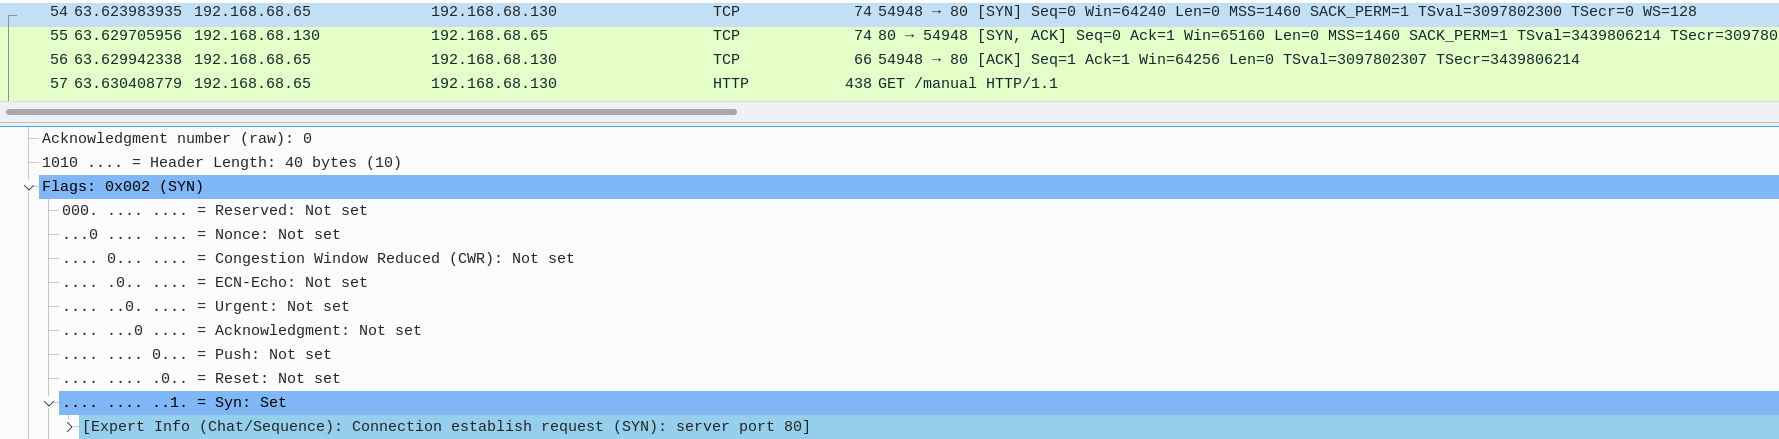 54 63.623983935 192.168.68.65 192.168.68.130 TCP 74 54948 → 80 [SYN] Seq=0 Win=64240 Len=0 MSS=1460 SACK_PERM=1 TSval=3097802300 TSecr=0 WS=128
55 63.629705956 192.168.68.130 192.168.68.65 TCP 74 80 → 54948 [SYN, ACK] Seq=0 Ack=1 Win=65160 Len=0 MSS=1460 SACK_PERM=1 TSval=3439806214 TSecr=309780
56 63.629942338 192.168.68.65 192.168.68.130 TCP 66 54948 → 80 [ACK] Seq=1 Ack=1 Win=64256 Len=0 TSval=3097802307 TSecr=3439806214
57 63.630408779 192.168.68.65 192.168.68.130 HTTP 438 GET /manual HTTP/1.1
Acknowledgment number (raw): 0
1010 .... = Header Length: 40 bytes (10)
Flags: 0x002 (SYN)
000. .... .... = Reserved: Not set
...0 .... .... = Nonce: Not set
.... 0... .... = Congestion Window Reduced (CWR): Not set
.... .0.. .... = ECN-Echo: Not set
.... ..0. .... = Urgent: Not set
.... ...0 .... = Acknowledgment: Not set
.... .... 0... = Push: Not set
.... .... .0.. = Reset: Not set
.... .... ..1. = Syn: Set
[Expert Info (Chat/Sequence): Connection establish request (SYN): server port 80]